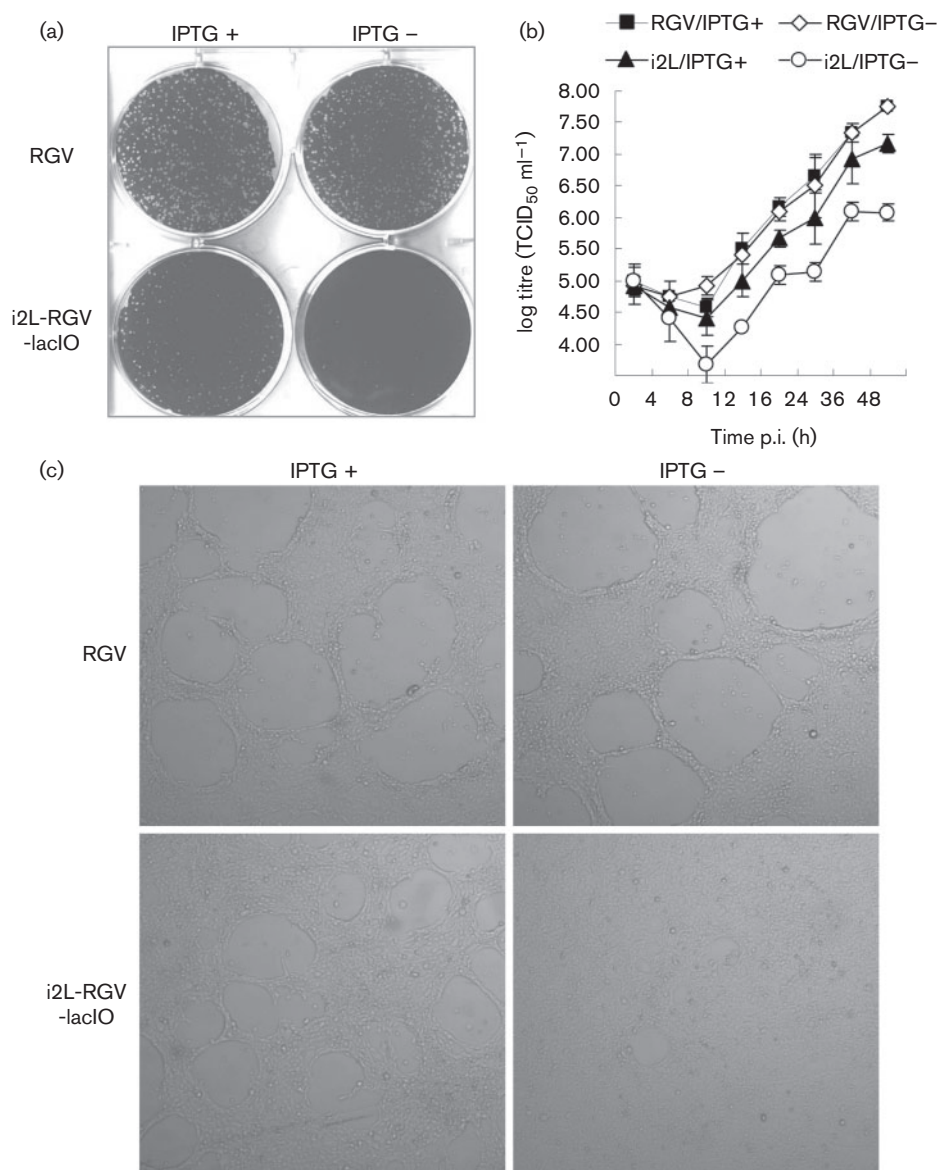 (a)
IPTG +
IPTG –
RGV
i2L-RGV
-lacIO
(b)
RGV/IPTG+
RGV/IPTG–
i2L/IPTG+
i2L/IPTG–
8.00
7.50
7.00
6.50
6.00
5.50
5.00
4.50
4.00
log titre (TCID50 ml−1)
0 4 8 12 16 24 36 48
Time p.i. (h)
(c)
IPTG +
IPTG –
RGV
i2L-RGV
-lacIO